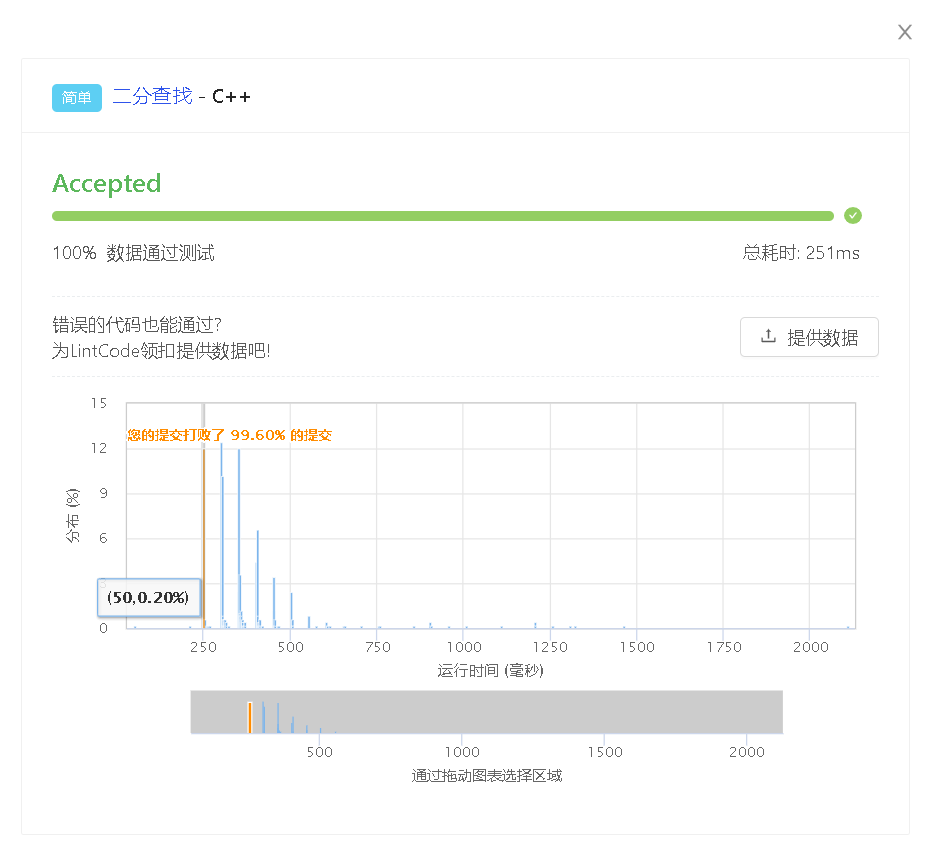 X
简单 二分查找 - C++
Accepted
100% 数据通过测试 总耗时: 251ms
错误的代码也能通过?
为LintCode领扣提供数据吧!
提供数据
15
您的提交打败了 99.60% 的提交
12
9
分布 (%)
6
(50,0.20%)
0
250 500 750 1000 1250 1500 1750 2000
运行时间 (毫秒)
500 1000 1500 2000
通过拖动图表选择区域